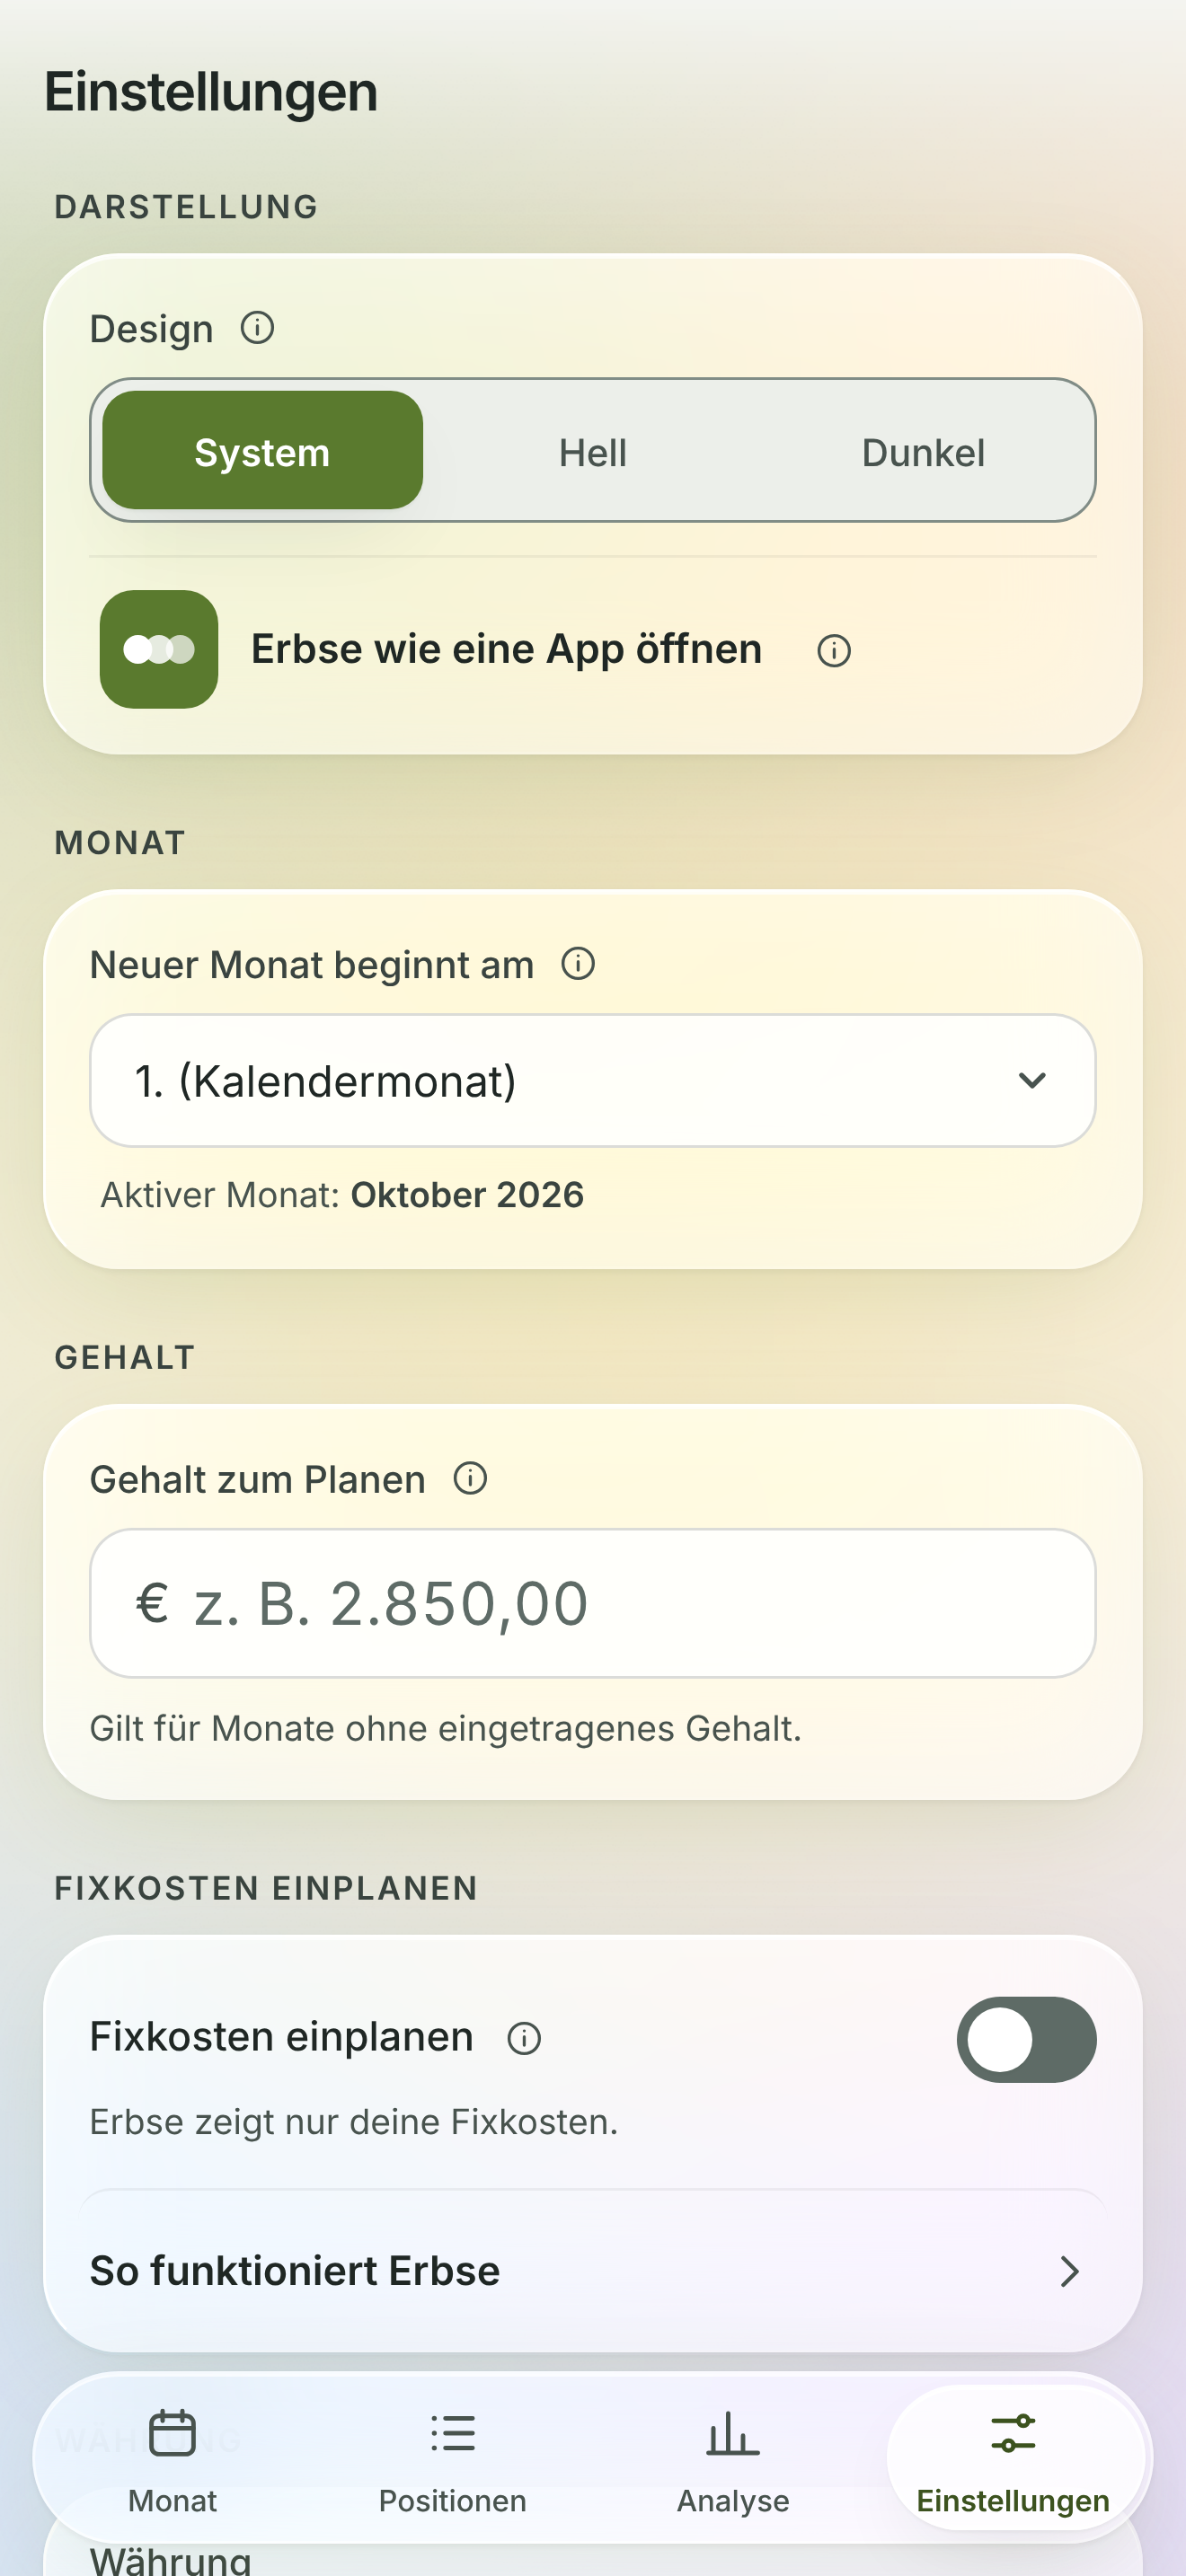 Einstellungen
DARSTELLUNG
Design
System
Hell
Dunkel
Erbse wie eine App öffnen
MONAT
Neuer Monat beginnt am
1. (Kalendermonat)
Aktiver Monat: Oktober 2026
GEHALT
Gehalt zum Planen
€ z. B. 2.850,00
Gilt für Monate ohne eingetragenes Gehalt.
FIXKOSTEN EINPLANEN
Fixkosten einplanen
Erbse zeigt nur deine Fixkosten.
So funktioniert Erbse
WÄHRUNG
Monat
Positionen
Analyse
Einstellungen
Währung